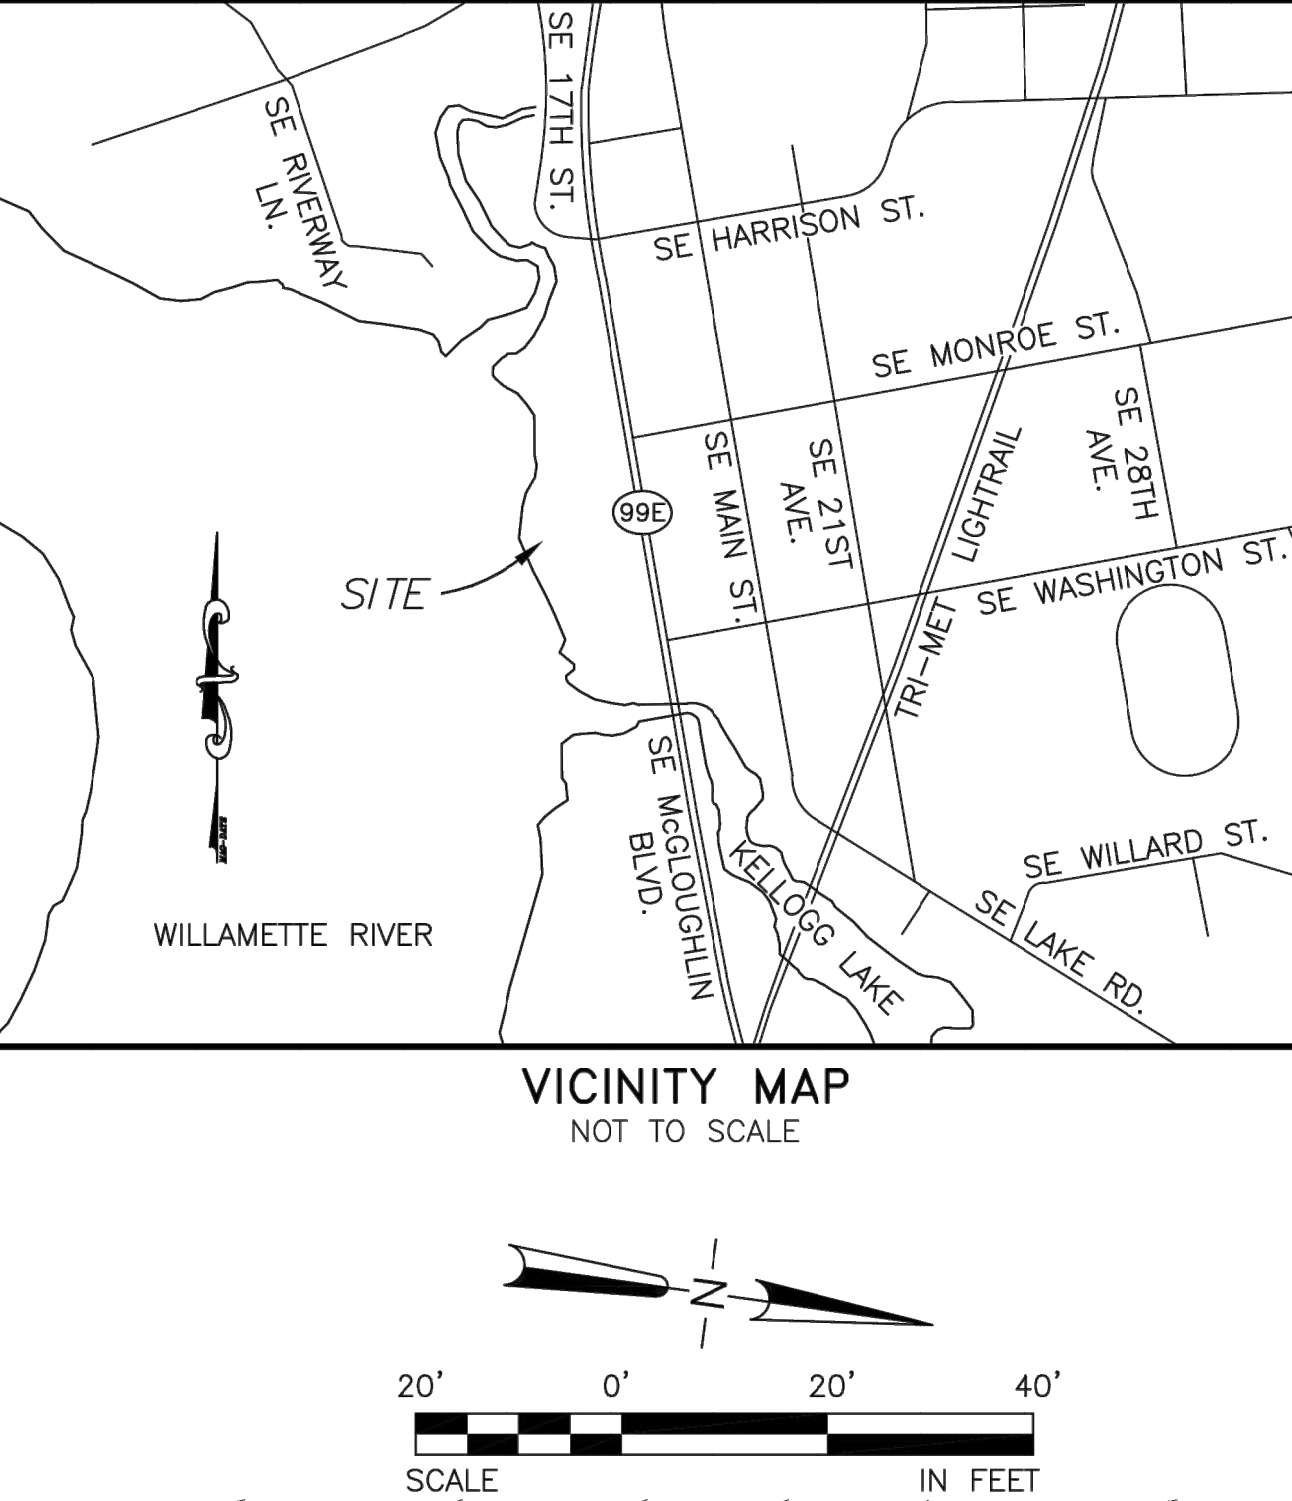 SE 17TH ST.
SE RIVERWAY
LN.
SE HARRISON ST.
SE MONROE ST.
SE MAIN ST.
SE 21ST
AVE.
SE 28TH
AVE.
99E
TRI-MET LIGHTRAIL
SITE
SE WASHINGTON ST.
SE McGLOUGHLIN
BLVD.
KELLOGG LAKE
SE WILLARD ST.
SE LAKE RD.
WILLAMETTE RIVER
VICINITY MAP
NOT TO SCALE
N
20' 0' 20' 40'
SCALE IN FEET